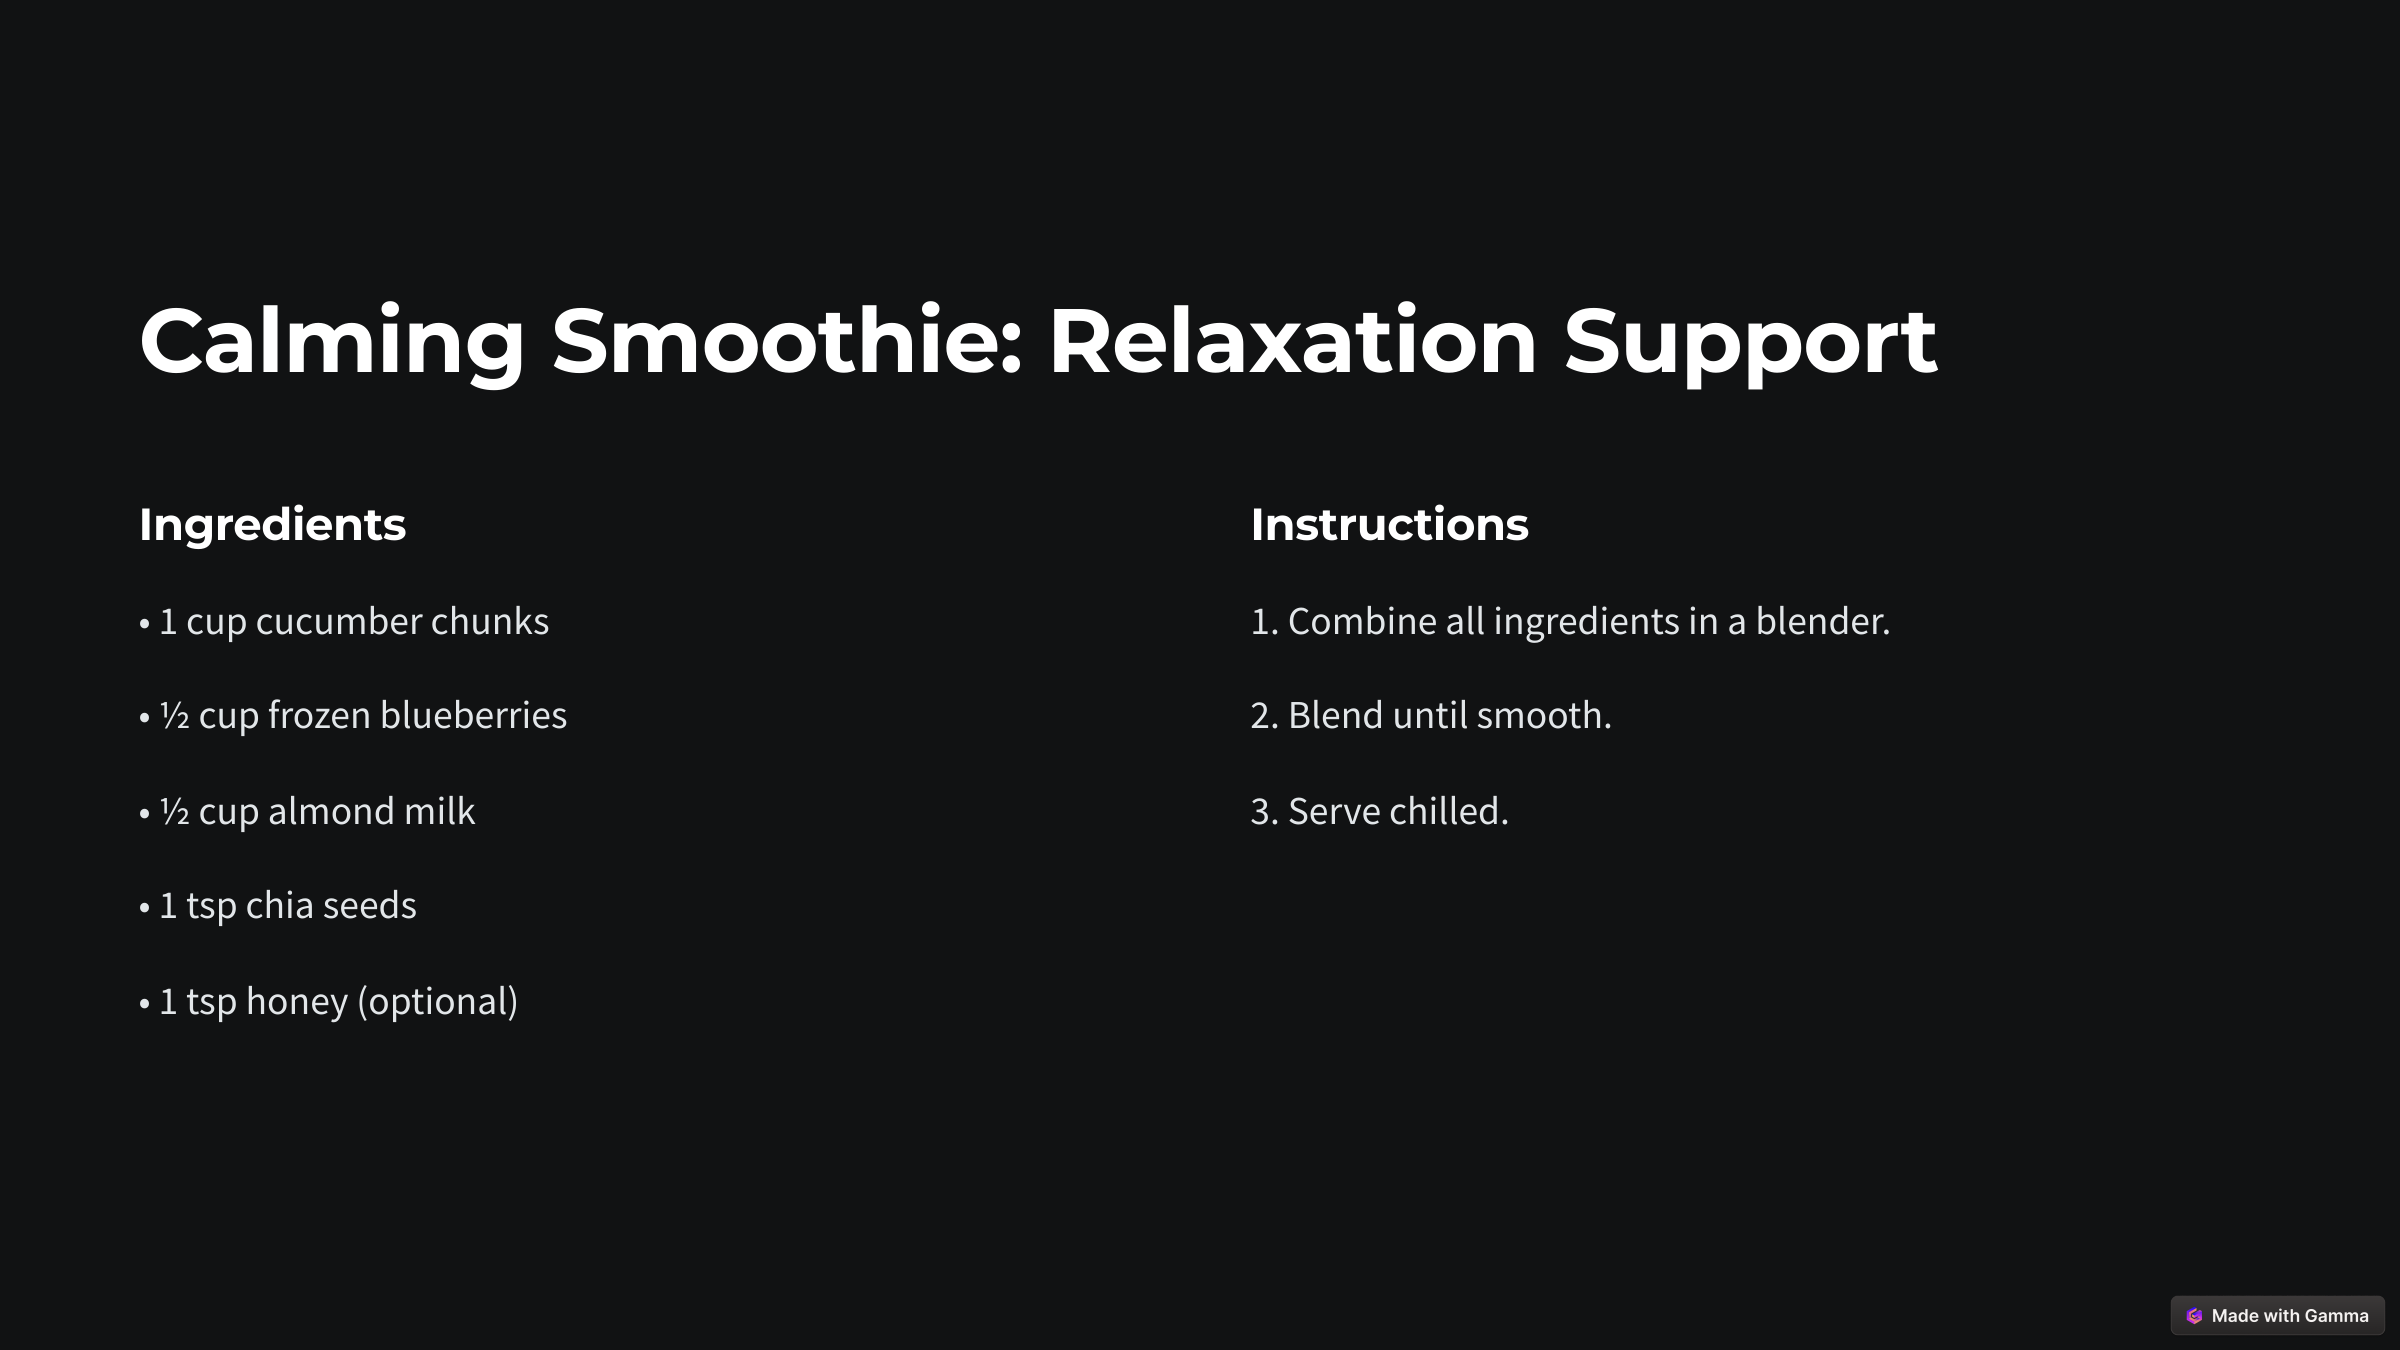 Calming Smoothie: Relaxation Support
Ingredients
• 1 cup cucumber chunks
• ½ cup frozen blueberries
• ½ cup almond milk
• 1 tsp chia seeds
• 1 tsp honey (optional)
Instructions
1. Combine all ingredients in a blender.
2. Blend until smooth.
3. Serve chilled.
Made with Gamma